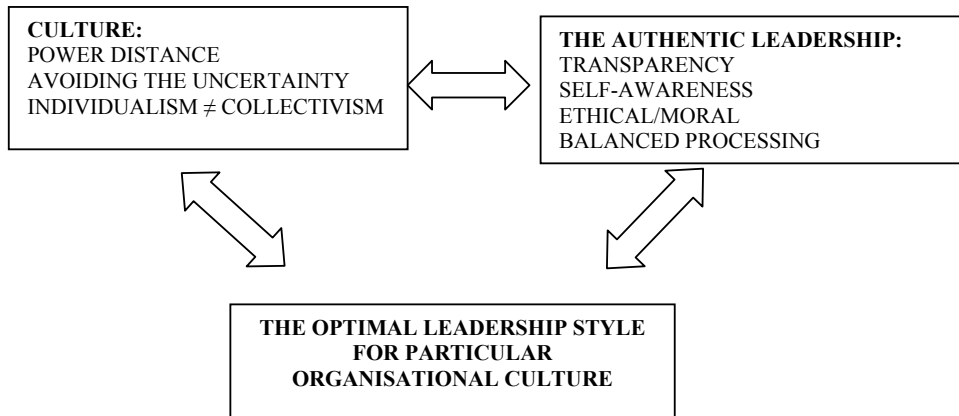 CULTURE:
POWER DISTANCE
AVOIDING THE UNCERTAINTY
INDIVIDUALISM ≠ COLLECTIVISM
THE AUTHENTIC LEADERSHIP:
TRANSPARENCY
SELF-AWARENESS
ETHICAL/MORAL
BALANCED PROCESSING
THE OPTIMAL LEADERSHIP STYLE
FOR PARTICULAR
ORGANISATIONAL CULTURE